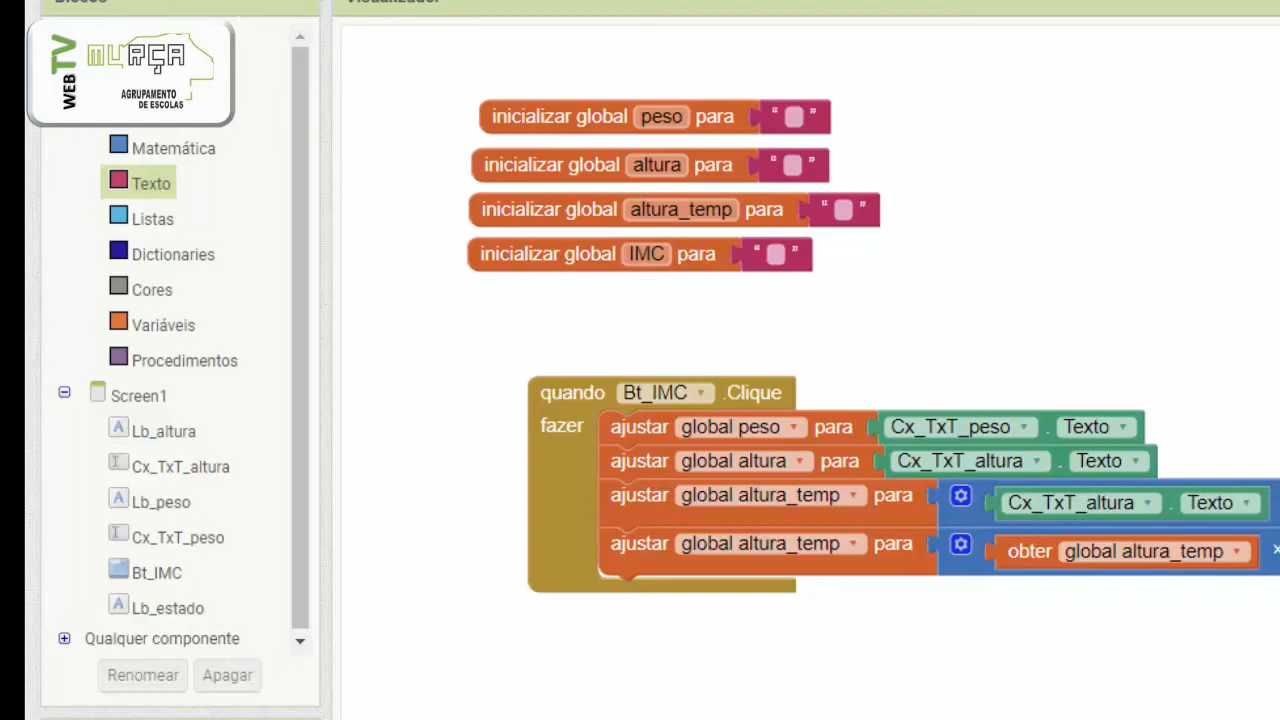 Blocos
Visualizador
WEB TV
MURÇA
AGRUPAMENTO
DE ESCOLAS
Matemática
Texto
Listas
Dictionaries
Cores
Variáveis
Procedimentos
Screen1
Lb_altura
Cx_TxT_altura
Lb_peso
Cx_TxT_peso
Bt_IMC
Lb_estado
Qualquer componente
Renomear Apagar
inicializar global peso para “ ”
inicializar global altura para “ ”
inicializar global altura_temp para “ ”
inicializar global IMC para “ ”
quando Bt_IMC .Clique
fazer ajustar global peso para Cx_TxT_peso . Texto
ajustar global altura para Cx_TxT_altura . Texto
ajustar global altura_temp para Cx_TxT_altura . Texto
ajustar global altura_temp para obter global altura_temp ×